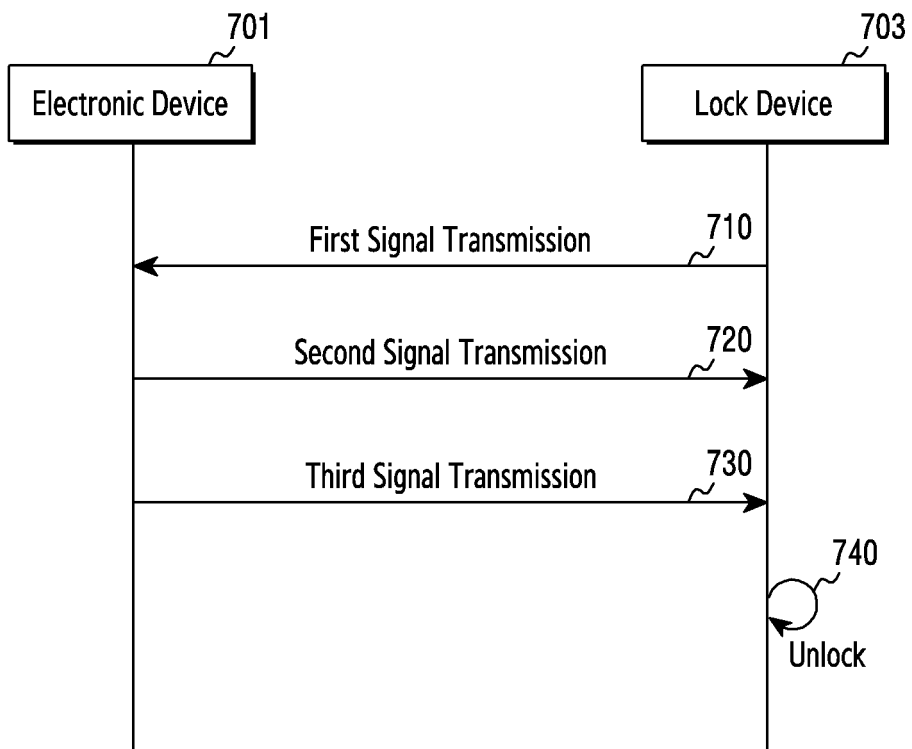 701
703
Electronic Device
Lock Device
First Signal Transmission
710
Second Signal Transmission
720
Third Signal Transmission
730
740
Unlock